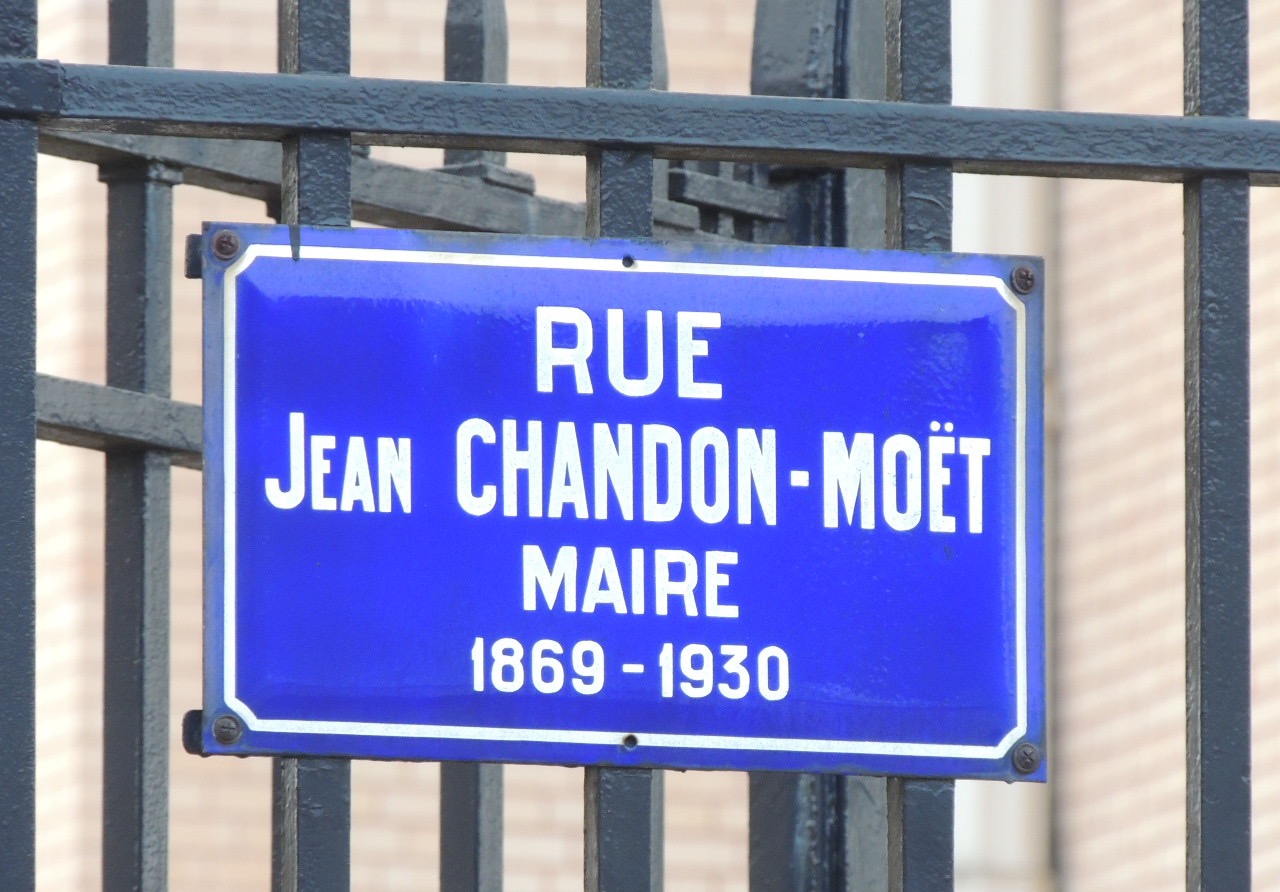 RUE
JEAN CHANDON-MOËT
MAIRE
1869-1930